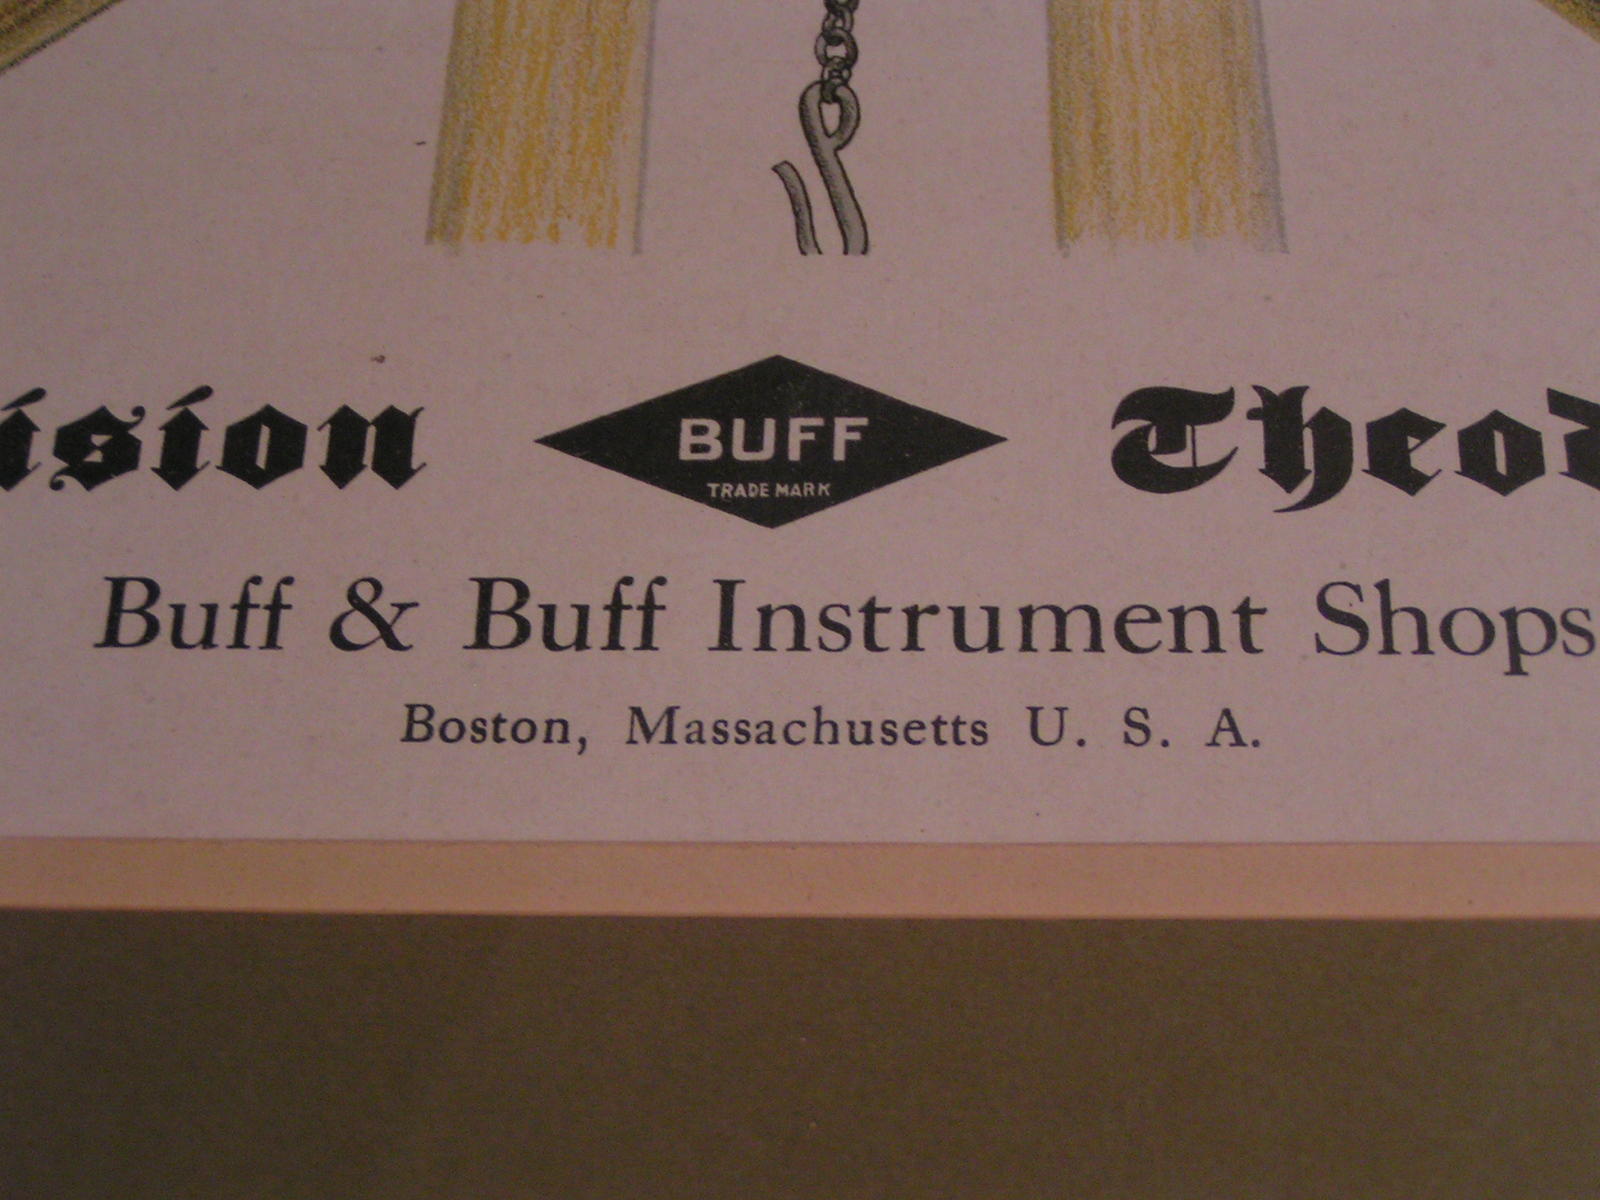 ision BUFF Theod
TRADE MARK
Buff & Buff Instrument Shops
Boston, Massachusetts U. S. A.